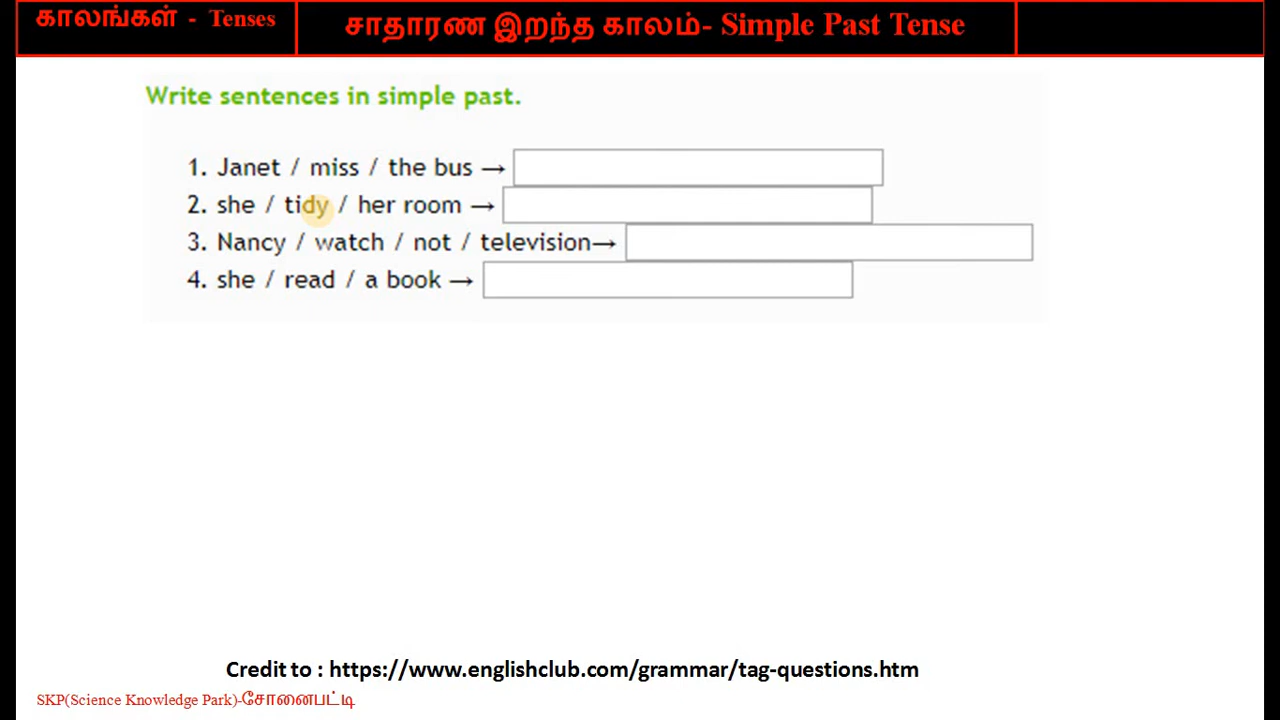 காலங்கள் - Tenses
சாதாரண இறந்த காலம்- Simple Past Tense
Write sentences in simple past.
1. Janet / miss / the bus →
2. she / tidy / her room →
3. Nancy / watch / not / television→
4. she / read / a book →
Credit to : https://www.englishclub.com/grammar/tag-questions.htm
SKP(Science Knowledge Park)-சோனைபட்டி